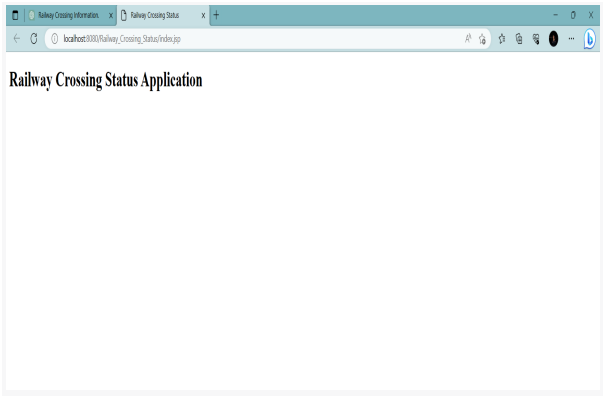 Railway Crossing Information
Railway Crossing Status
localhost:8080/Railway_Crossing_Status/index.jsp
Railway Crossing Status Application